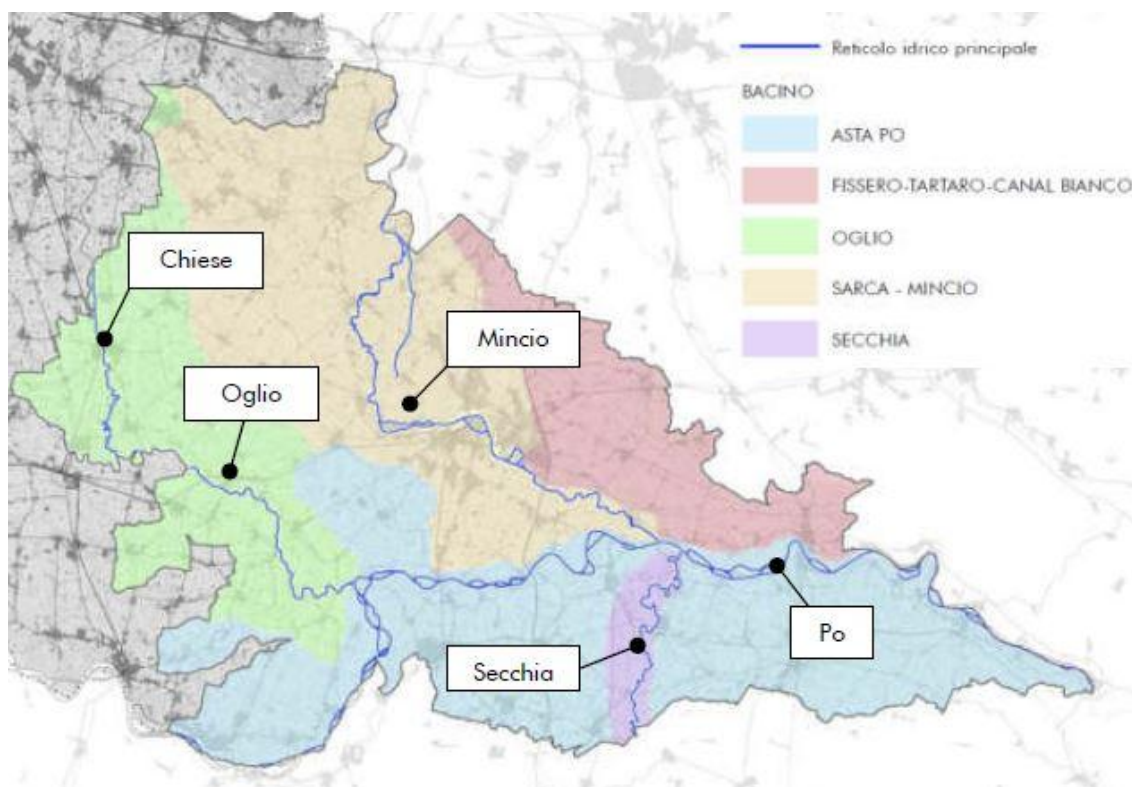 Reticolo idrico principale
BACINO
ASTA PO
FISSERO-TARTARO-CANAL BIANCO
OGLIO
SARCA - MINCIO
SECCHIA
Chiese
Mincio
Oglio
Po
Secchia